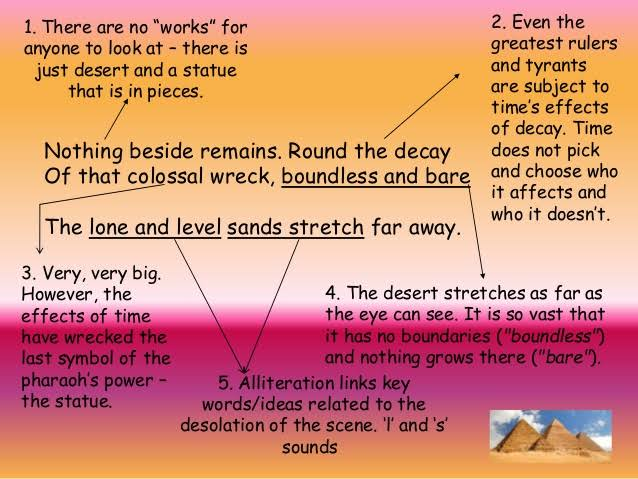 1. There are no “works” for
anyone to look at – there is
just desert and a statue
that is in pieces.
2. Even the
greatest rulers
and tyrants
are subject to
time’s effects
of decay. Time
does not pick
and choose who
it affects and
who it doesn’t.
Nothing beside remains. Round the decay
Of that colossal wreck, boundless and bare
The lone and level sands stretch far away.
3. Very, very big.
However, the
effects of time
have wrecked the
last symbol of the
pharaoh’s power –
the statue.
4. The desert stretches as far as
the eye can see. It is so vast that
it has no boundaries ("boundless")
and nothing grows there ("bare").
5. Alliteration links key
words/ideas related to the
desolation of the scene. ‘l’ and ‘s’
sounds